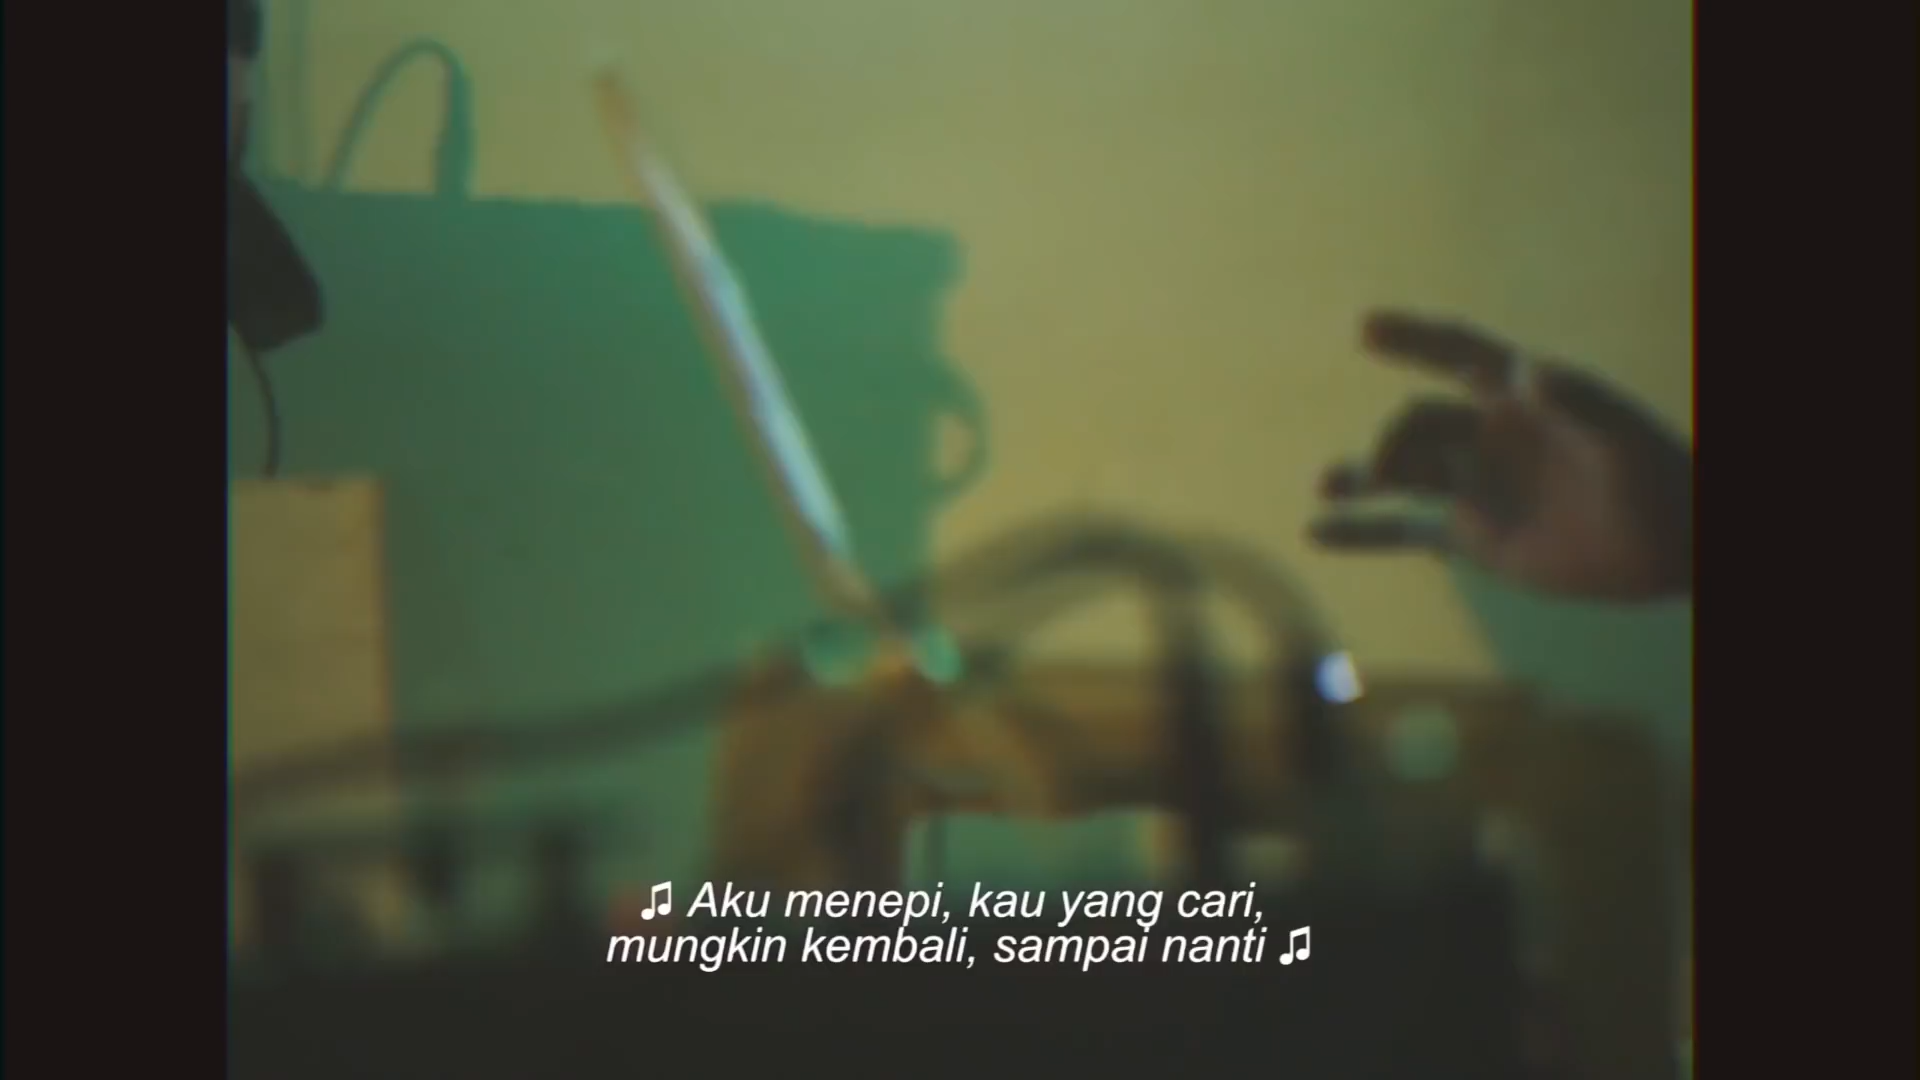 ♫ Aku menepi, kau yang cari,
mungkin kembali, sampai nanti ♫